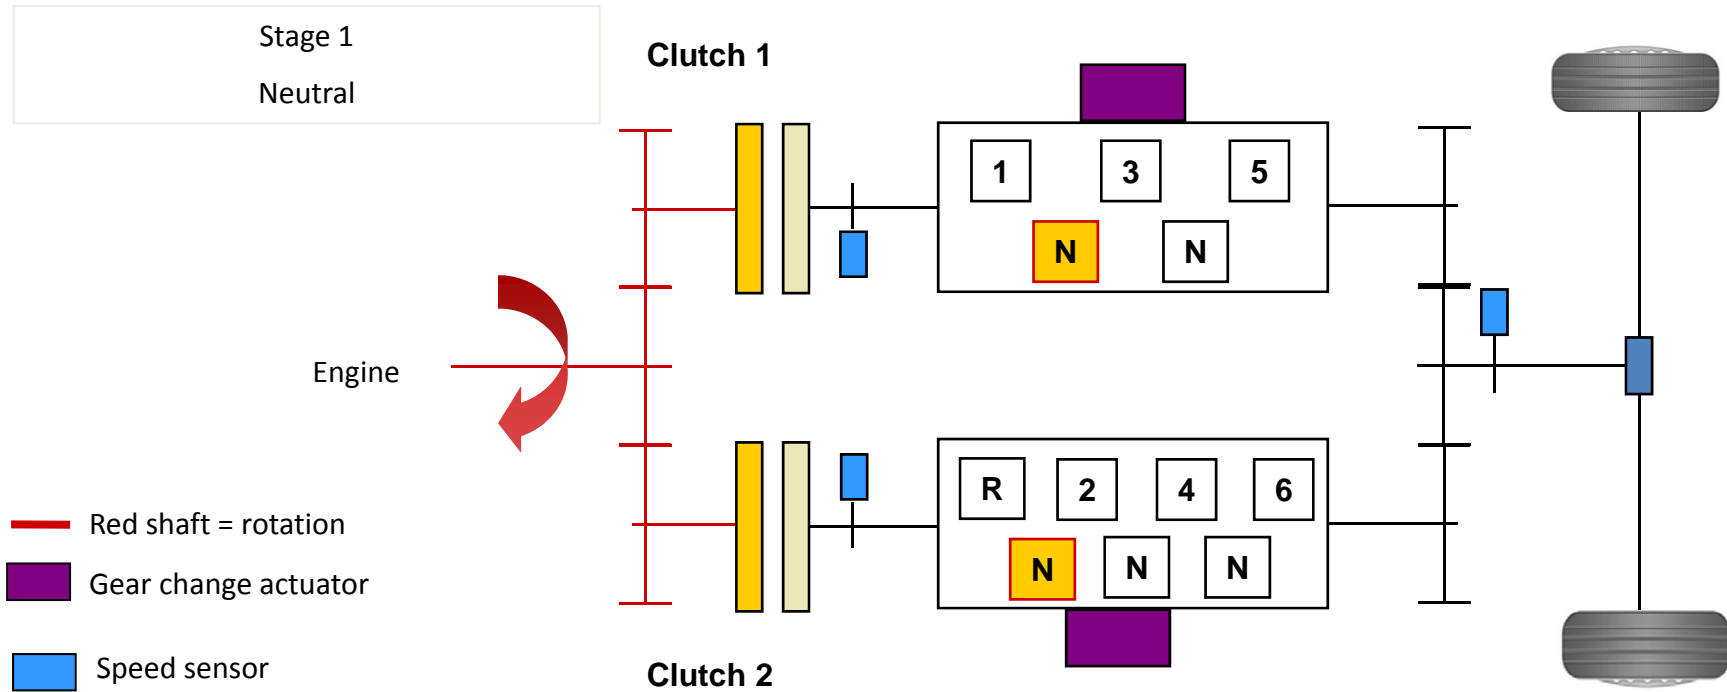 Stage 1
Neutral
Clutch 1
1 3 5
N N
Engine
R 2 4 6
N N N
Red shaft = rotation
Gear change actuator
Speed sensor
Clutch 2